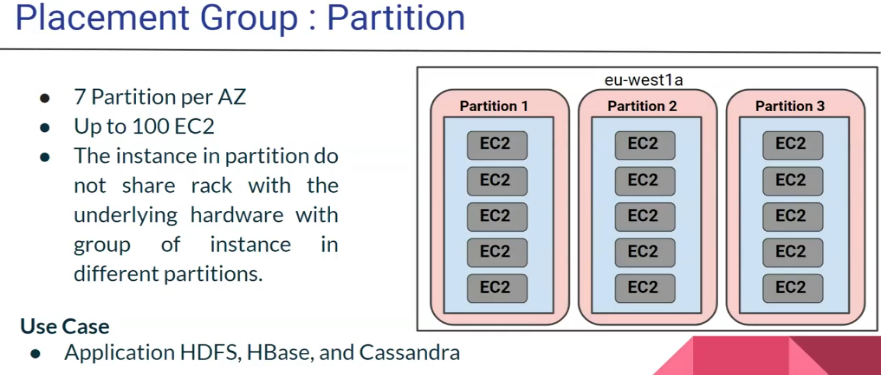 Placement Group : Partition
7 Partition per AZ
Up to 100 EC2
The instance in partition do
not share rack with the
underlying hardware with
group of instance in
different partitions.
Use Case
Application HDFS, HBase, and Cassandra
eu-west1a
Partition 1 Partition 2 Partition 3
EC2 EC2 EC2
EC2 EC2 EC2
EC2 EC2 EC2
EC2 EC2 EC2
EC2 EC2 EC2